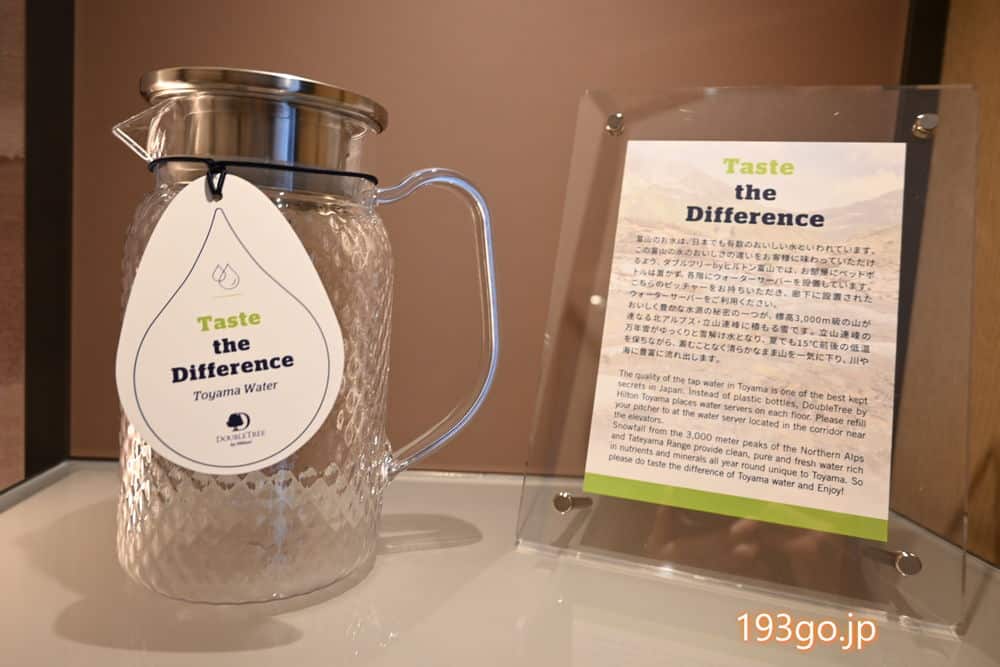 Taste
the
Difference
Toyama Water
DOUBLETREE
by Hilton
Taste
the
Difference
富山のお水は、日本でも有数のおいしい水といわれています。
この富山の水のおいしさの違いをお客様に味わっていただけ
るよう、ダブルツリーbyヒルトン富山では、お部屋にペットボ
トルは置かず、各階にウォーターサーバーを設置しています。
こちらのピッチャーをお持ちいただき、廊下に設置された
ウォーターサーバーをご利用ください。
おいしく豊かな水源の秘密の一つが、標高3,000m級の山が
連なる北アルプス・立山連峰に積もる雪です。立山連峰の
万年雪がゆっくりと雪解け水となり、夏でも15℃前後の低温
を保ちながら、澱むことなく清らかなまま山を一気に下り、川や
海に豊富に流れ出します。
The quality of the tap water in Toyama is one of the best kept
secrets in Japan. Instead of plastic bottles, DoubleTree by
Hilton Toyama places water servers on each floor. Please refill
your pitcher to at the water server located in the corridor near
the elevators.
Snowfall from the 3,000 meter peaks of the Northern Alps
and Tateyama Range provide clean, pure and fresh water rich
in nutrients and minerals all year round unique to Toyama. So
please do taste the difference of Toyama water and Enjoy!
193go.jp